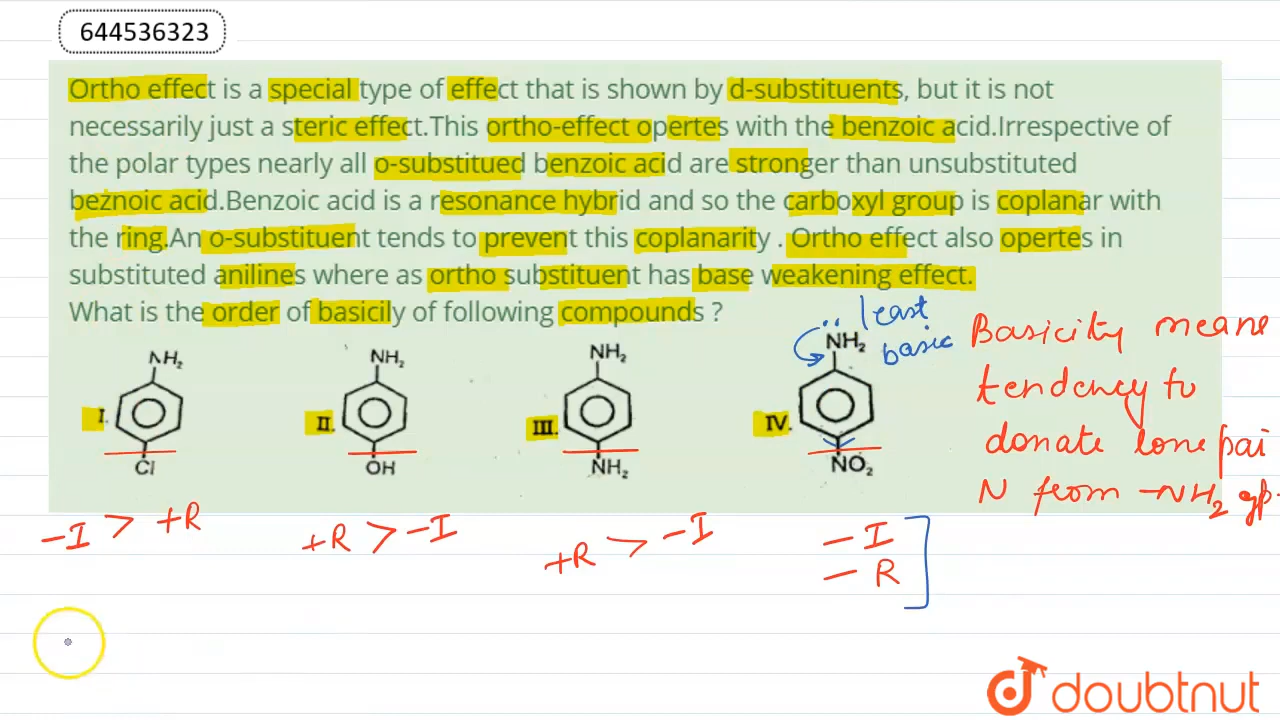 644536323
Ortho effect is a special type of effect that is shown by d-substituents, but it is not
necessarily just a steric effect.This ortho-effect opertes with the benzoic acid.Irrespective of
the polar types nearly all o-substitued benzoic acid are stronger than unsubstituted
beznoic acid.Benzoic acid is a resonance hybrid and so the carboxyl group is coplanar with
the ring.An o-substituent tends to prevent this coplanarity . Ortho effect also opertes in
substituted anilines where as ortho substituent has base weakening effect.
What is the order of basicily of following compounds ?
least
basic
NH₂ NH₂ NH₂ NH₂
I. II. III. IV.
Cl OH NH₂ NO₂
Basicity means
tendency to
donate lone pai
N from -NH₂ gp.
-I > +R +R > -I +R > -I - I
- R
doubtnut